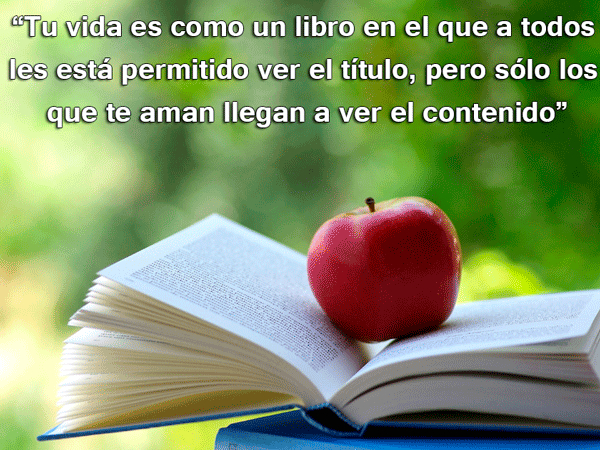 “Tu vida es como un libro en el que a todos
les está permitido ver el título, pero sólo los
que te aman llegan a ver el contenido”